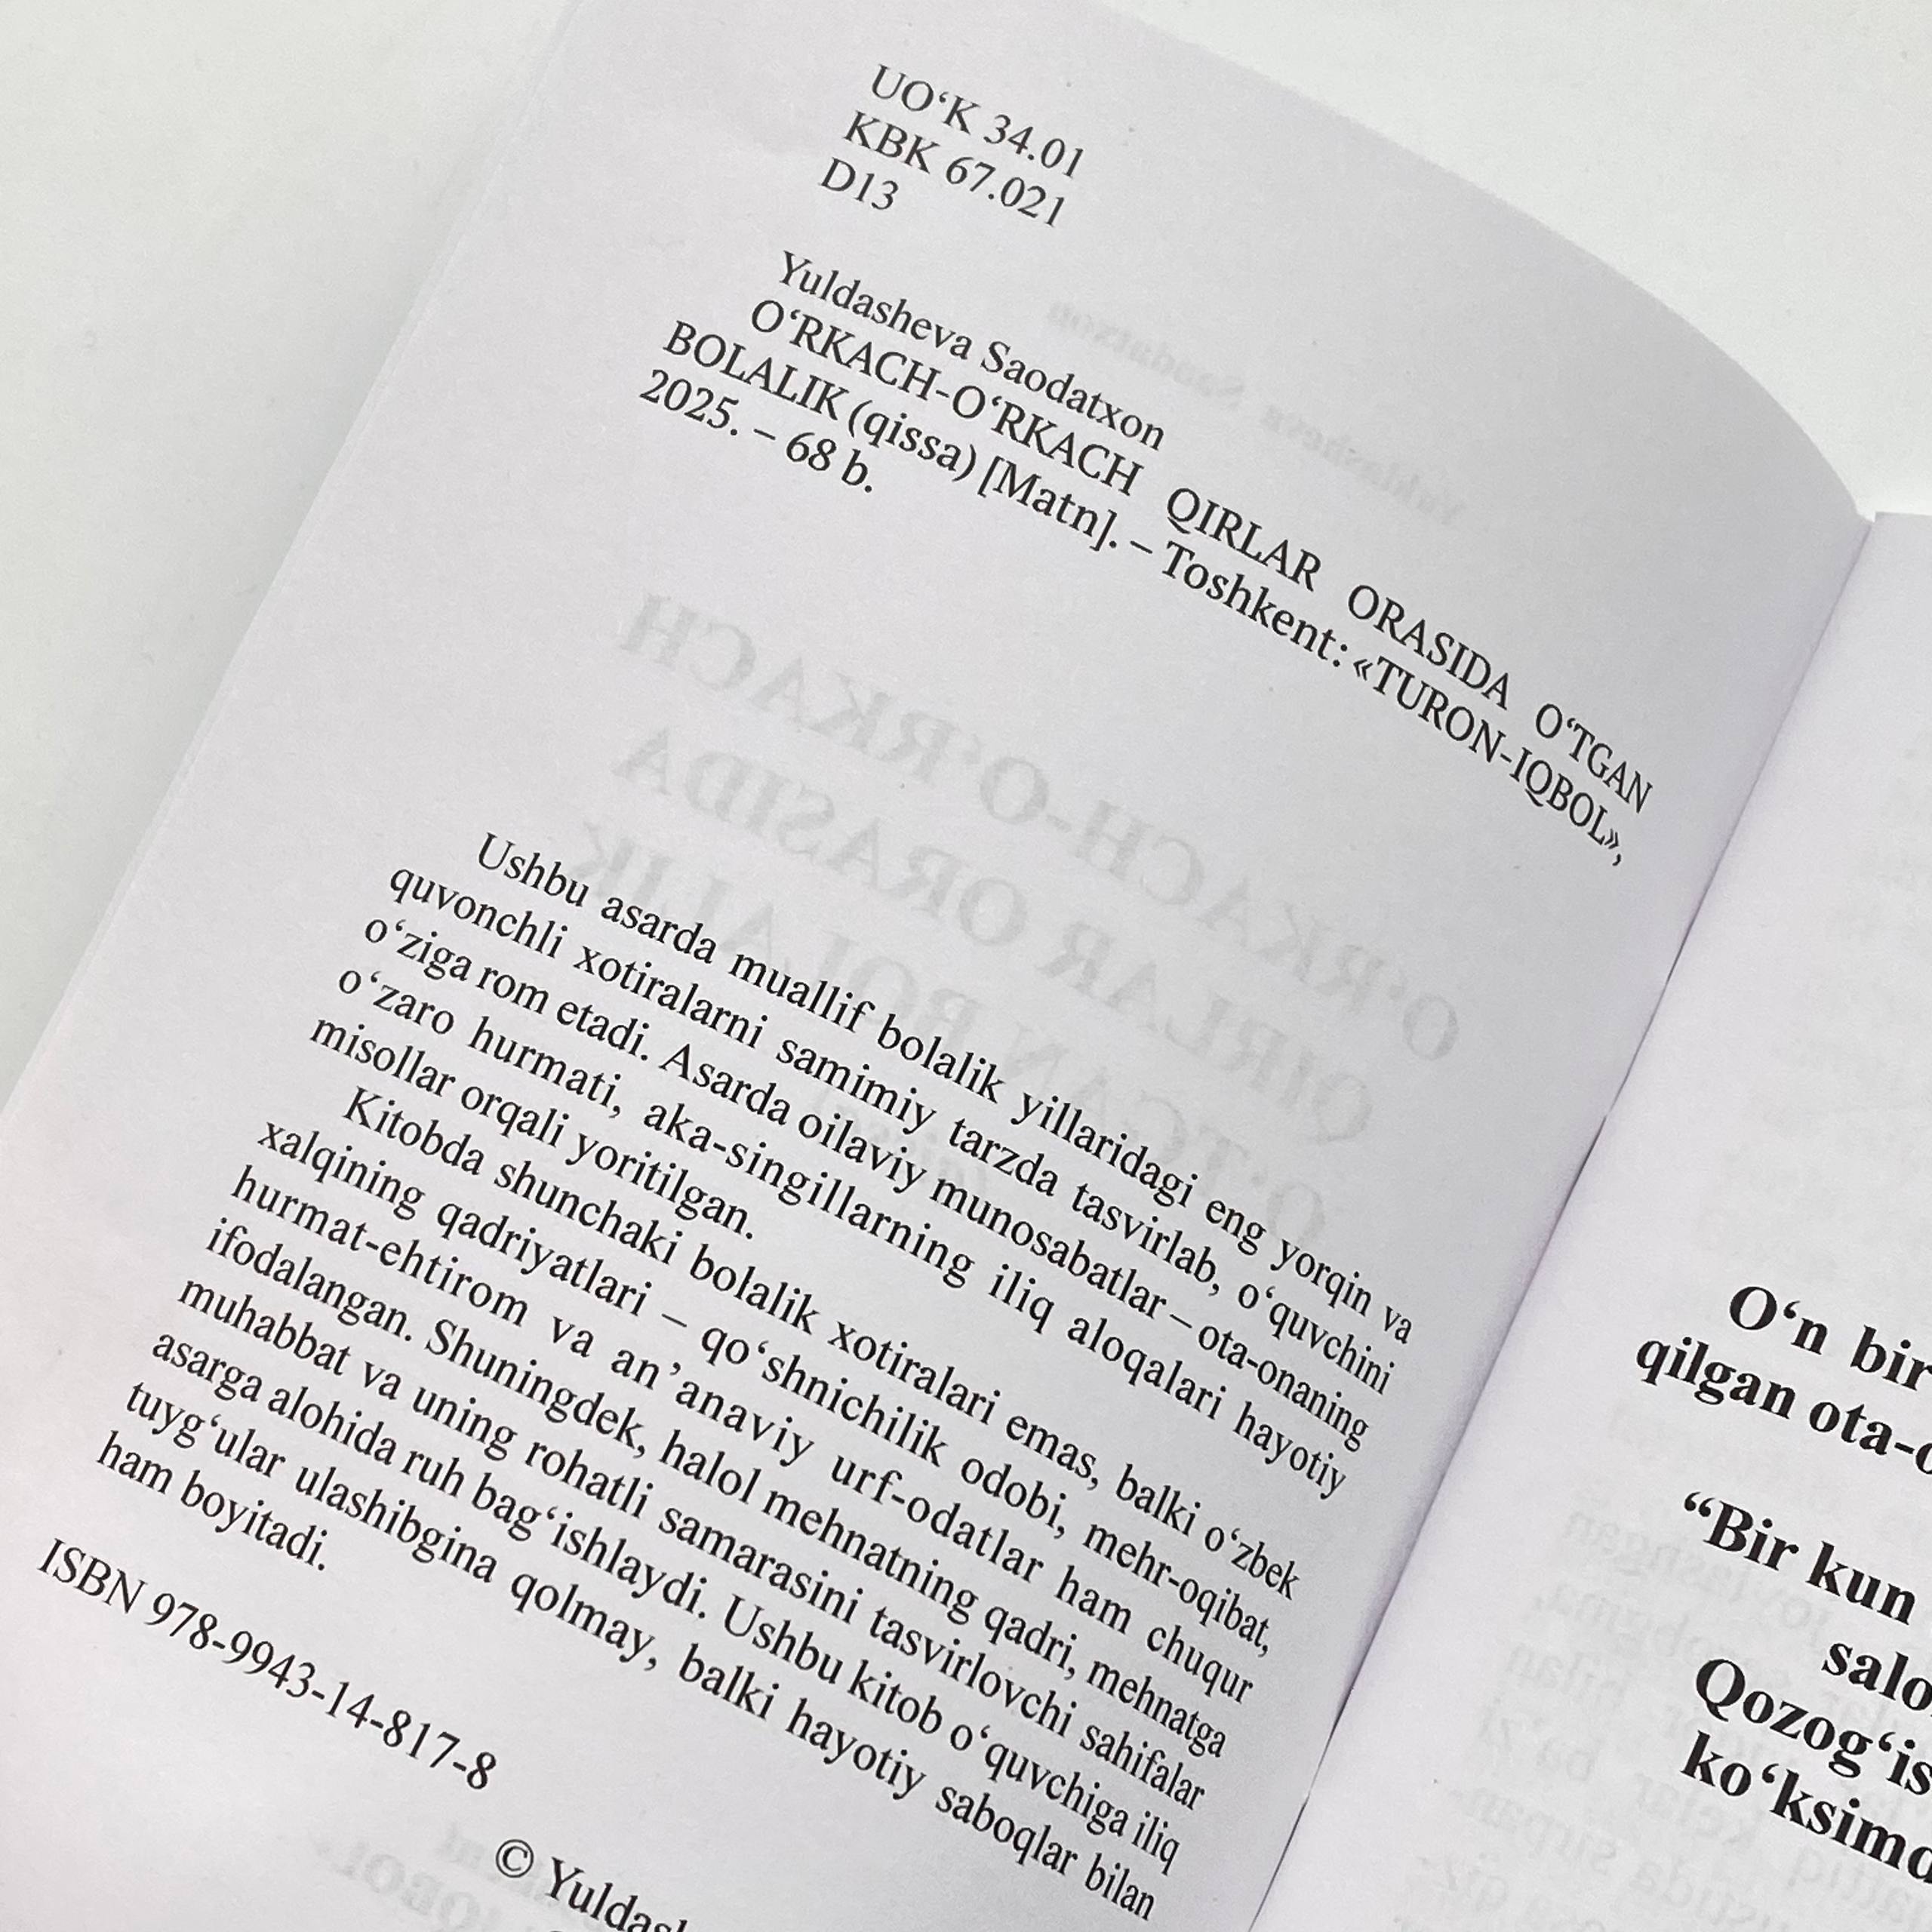 UO‘K 34.01
KBK 67.021
D13
Yuldasheva Saodatxon
O‘RKACH-O‘RKACH QIRLAR ORASIDA O‘TGAN
BOLALIK (qissa) [Matn]. – Toshkent: «TURON-IQBOL»,
2025. – 68 b.
Ushbu asarda muallif bolalik yillaridagi eng yorqin va
quvonchli xotiralarni samimiy tarzda tasvirlab, o‘quvchini
o‘ziga rom etadi. Asarda oilaviy munosabatlar – ota-onaning
o‘zaro hurmati, aka-singillarning iliq aloqalari hayotiy
misollar orqali yoritilgan.
Kitobda shunchaki bolalik xotiralari emas, balki o‘zbek
xalqining qadriyatlari – qo‘shnichilik odobi, mehr-oqibat,
hurmat-ehtirom va an’anaviy urf-odatlar ham chuqur
ifodalangan. Shuningdek, halol mehnatning qadri, mehnatga
muhabbat va uning rohatli samarasini tasvirlovchi sahifalar
asarga alohida ruh bag‘ishlaydi. Ushbu kitob o‘quvchiga iliq
tuyg‘ular ulashibgina qolmay, balki hayotiy saboqlar bilan
ham boyitadi.
ISBN 978-9943-14-817-8
© Yuldash
O‘n bir
qilgan ota-o
“Bir kun
salo
Qozog‘is
ko‘ksimd